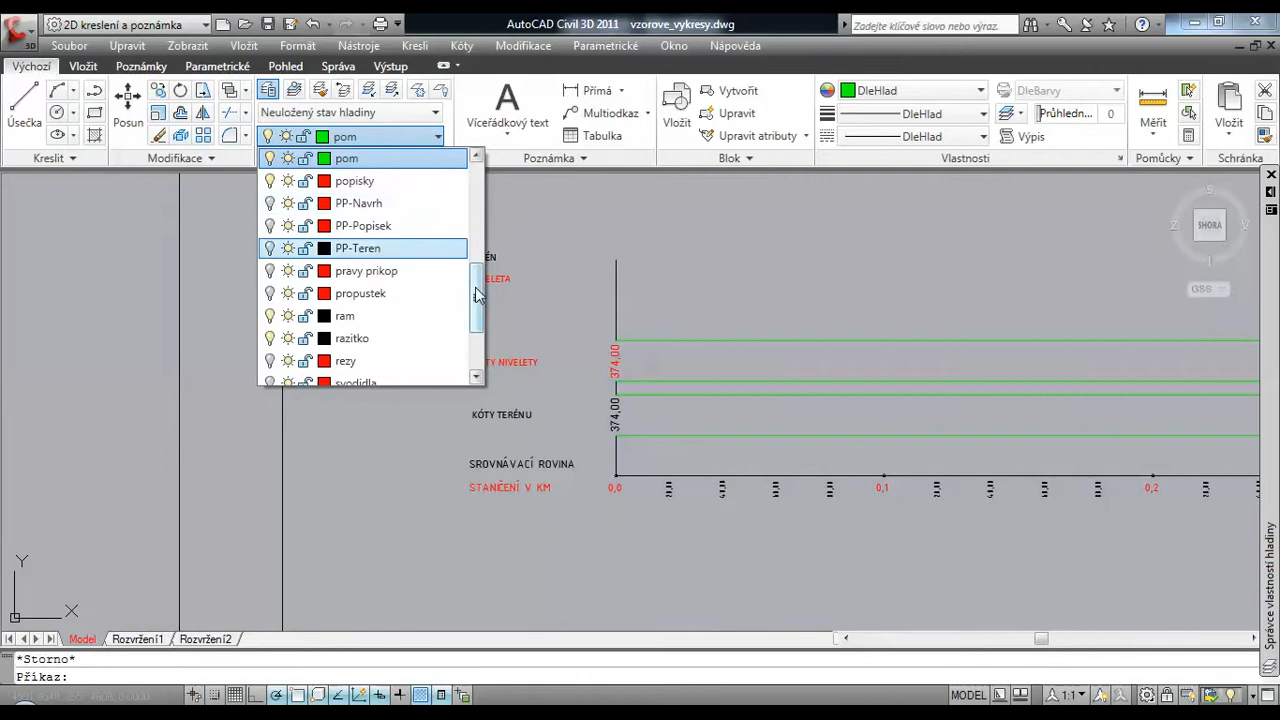 2D kreslení a poznámka
AutoCAD Civil 3D 2011 vzorove_vykresy.dwg
Zadejte klíčové slovo nebo výraz.
3D
Soubor Upravit Zobrazit Vložit Formát Nástroje Kresli Kóty Modifikace Parametrické Okno Nápověda
Výchozí Vložit Poznámky Parametrické Pohled Správa Výstup
Úsečka
Kreslit
Modifikace
Neuložený stav hladiny
pom
A
Víceřádkový text
Přímá
Multiodkaz
Tabulka
Poznámka
Vložit
Vytvořit
Upravit
Upravit atributy
Blok
DleHlad
DleHlad
DleHlad
DleBarvy
Průhledn... 0
Výpis
Vlastnosti
Měřit
Pomůcky
Vložit
Schránka
pom
popisky
PP-Navrh
PP-Popisek
PP-Teren
pravy prikop
propustek
ram
razitko
rezy
svodidla
S
Z
SHORA
GSS
374,00
KÓTY TERÉNU
374,00
SROVNÁVACÍ ROVINA
STANIČENÍ V KM 0,0 0,1 0,2
Y
X
Model Rozvržení1 Rozvržení2
Správce vlastností hladiny
*Storno*
Příkaz:
MODEL 1:1